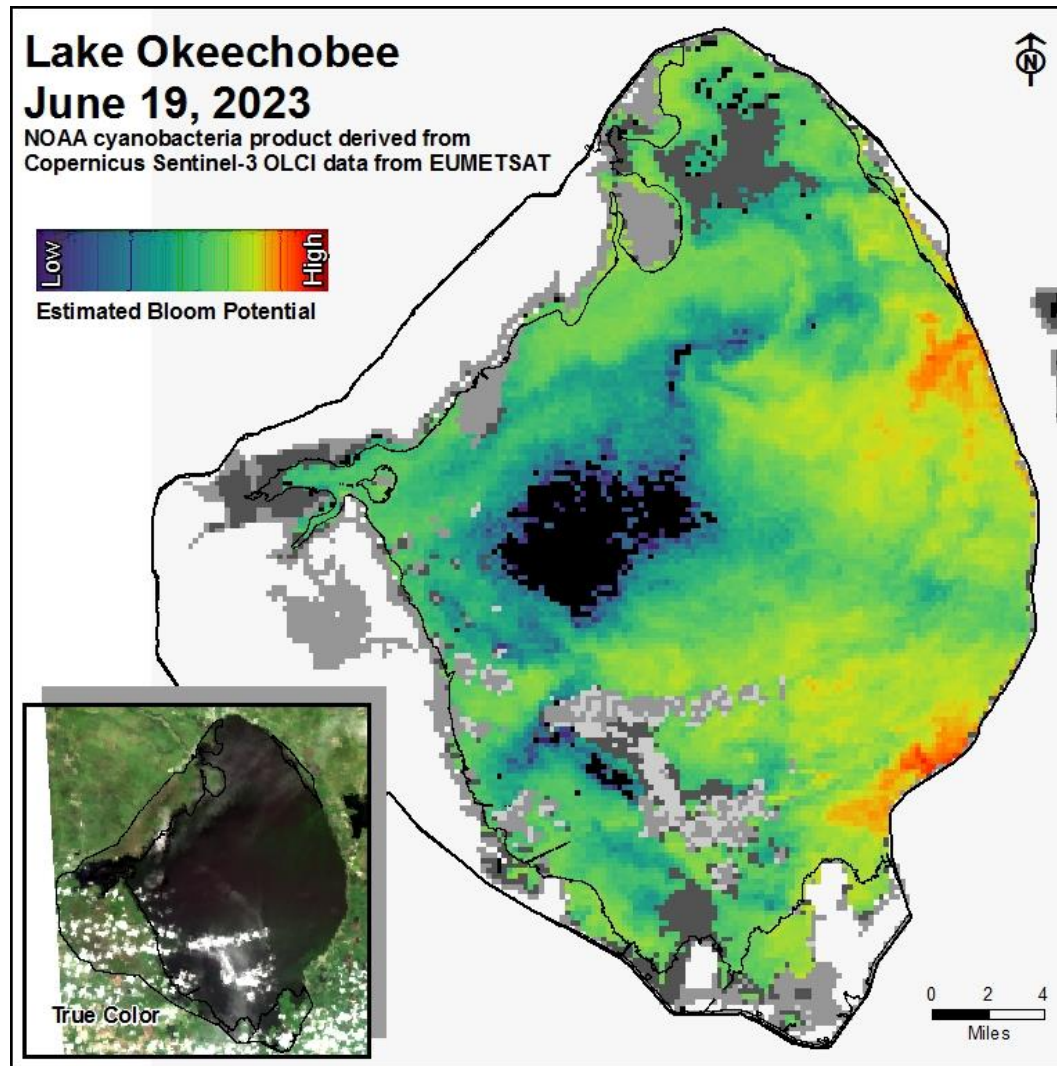 Lake Okeechobee
June 19, 2023
NOAA cyanobacteria product derived from
Copernicus Sentinel-3 OLCI data from EUMETSAT
N
Low
High
Estimated Bloom Potential
True Color
0 2 4
Miles